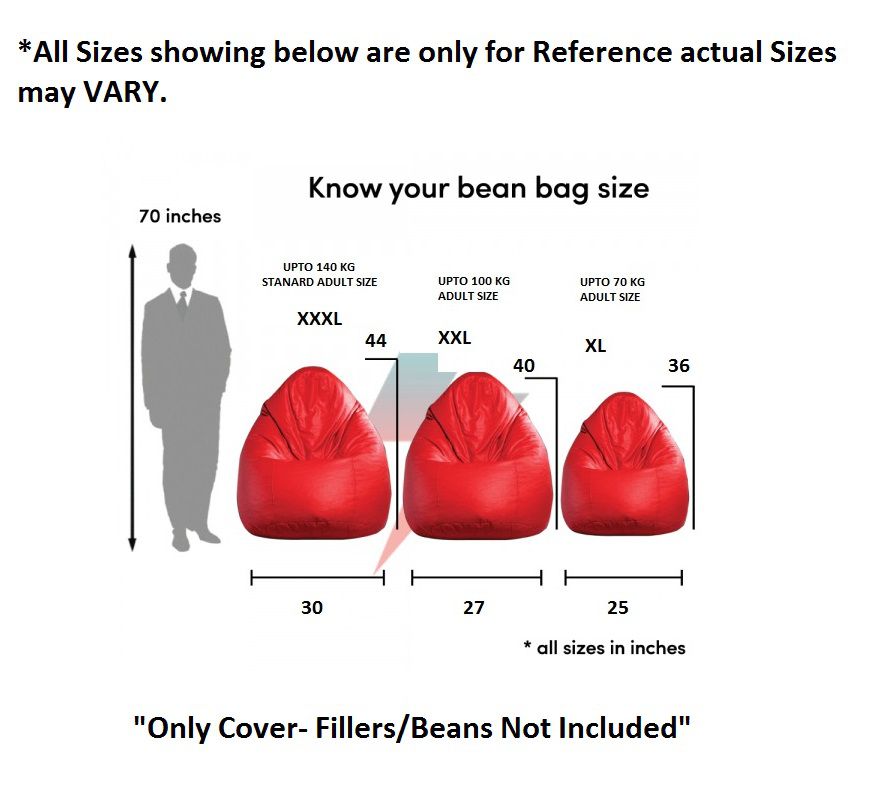 *All Sizes showing below are only for Reference actual Sizes
may VARY.
Know your bean bag size
70 inches
UPTO 140 KG
STANARD ADULT SIZE
XXXL
44
UPTO 100 KG
ADULT SIZE
XXL
40
UPTO 70 KG
ADULT SIZE
XL
36
30
27
25
* all sizes in inches
"Only Cover- Fillers/Beans Not Included"